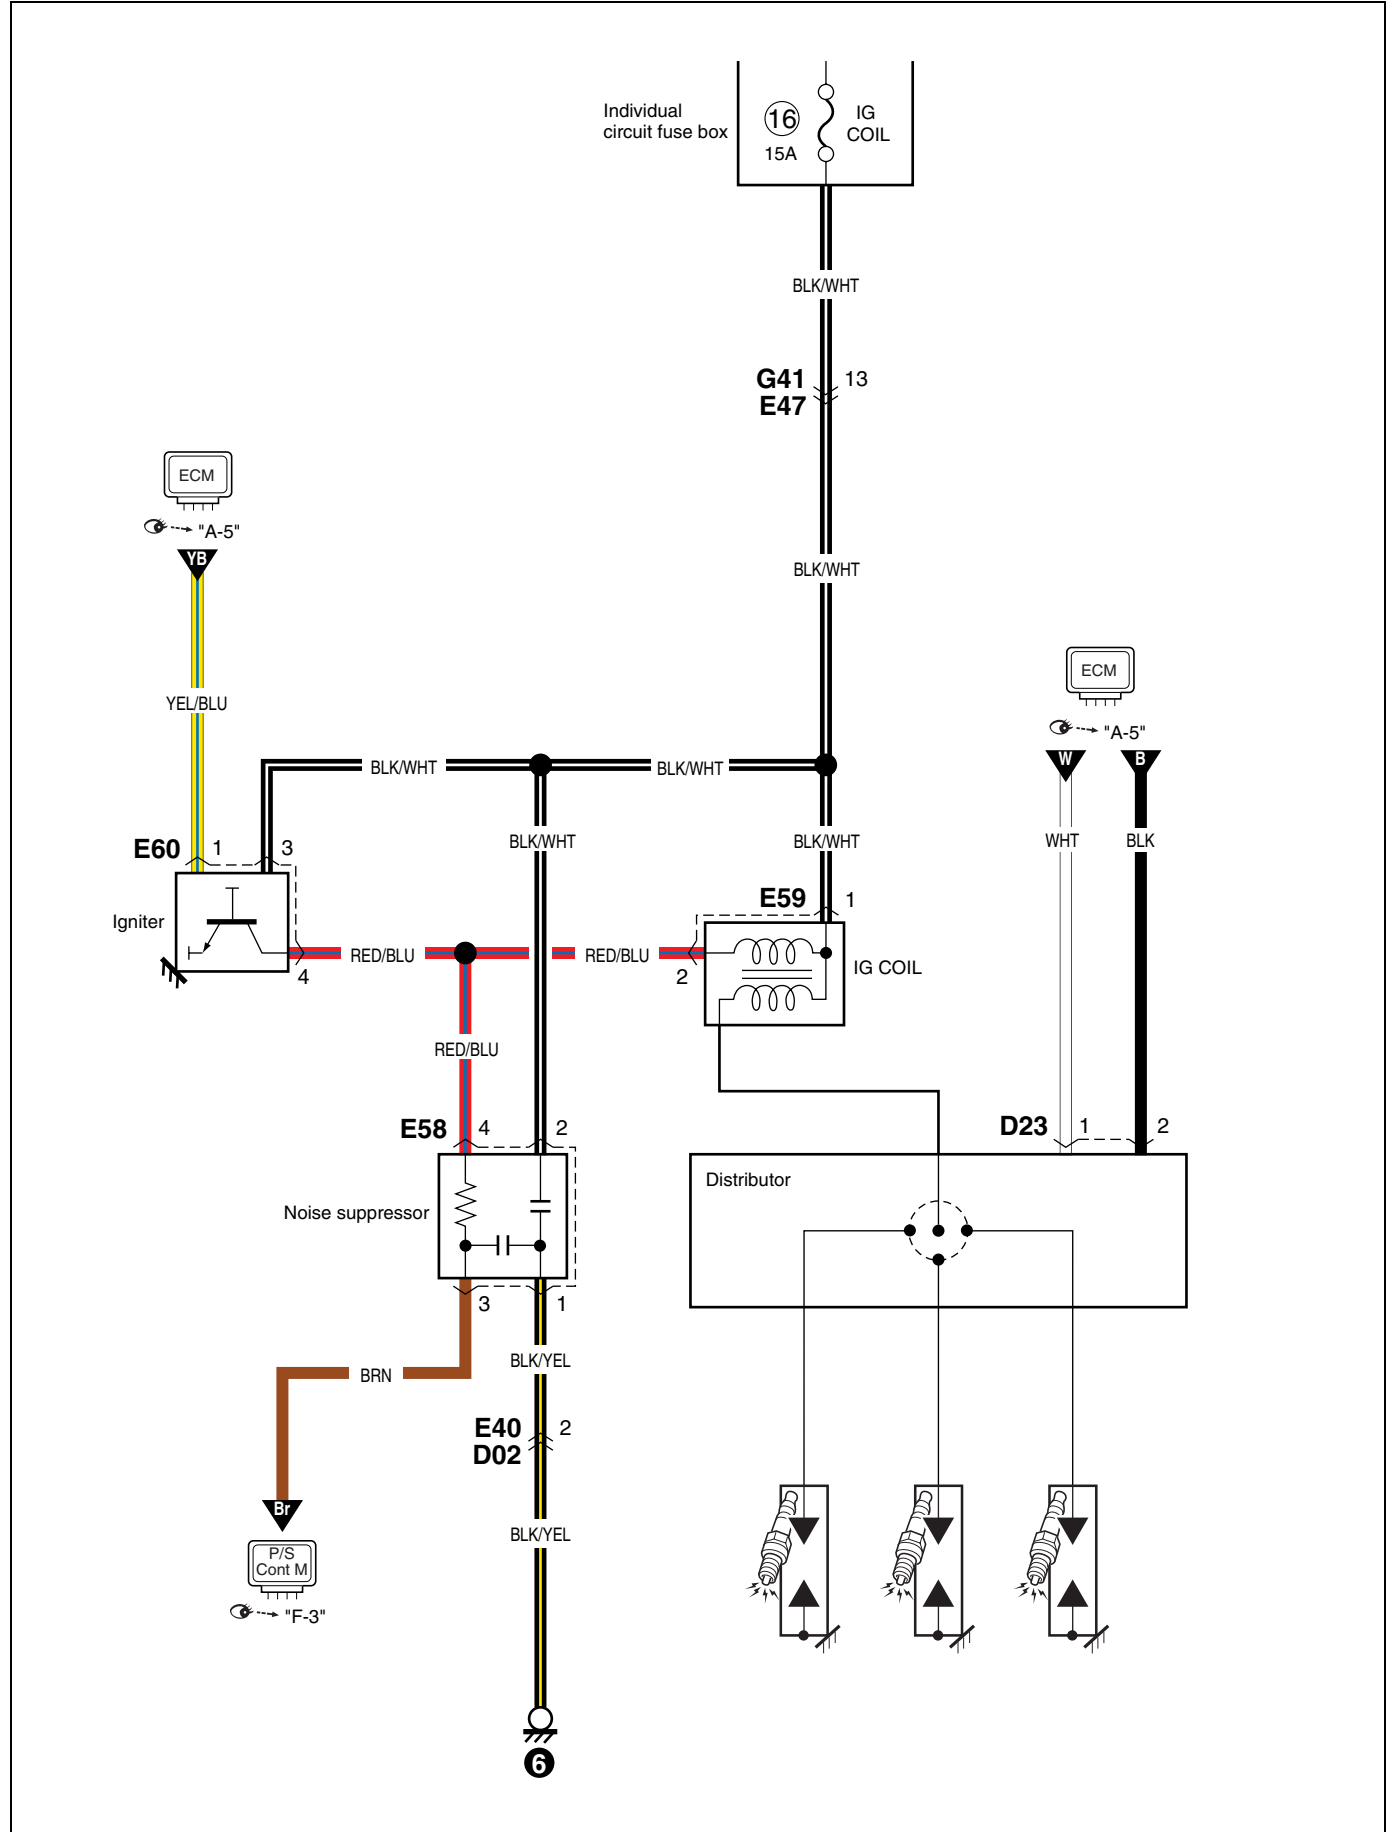 Individual
circuit fuse box
16
15A
IG
COIL
BLK/WHT
G41
E47
13
ECM
"A-5"
YB
BLK/WHT
YEL/BLU
ECM
"A-5"
W
B
BLK/WHT
BLK/WHT
BLK/WHT
BLK/WHT
WHT
BLK
E60
1
3
E59
1
Igniter
RED/BLU
RED/BLU
4
2
IG COIL
RED/BLU
E58
4
2
D23
1
2
Distributor
Noise suppressor
3
1
BLK/YEL
BRN
E40
D02
2
Br
BLK/YEL
P/S
Cont M
"F-3"
6